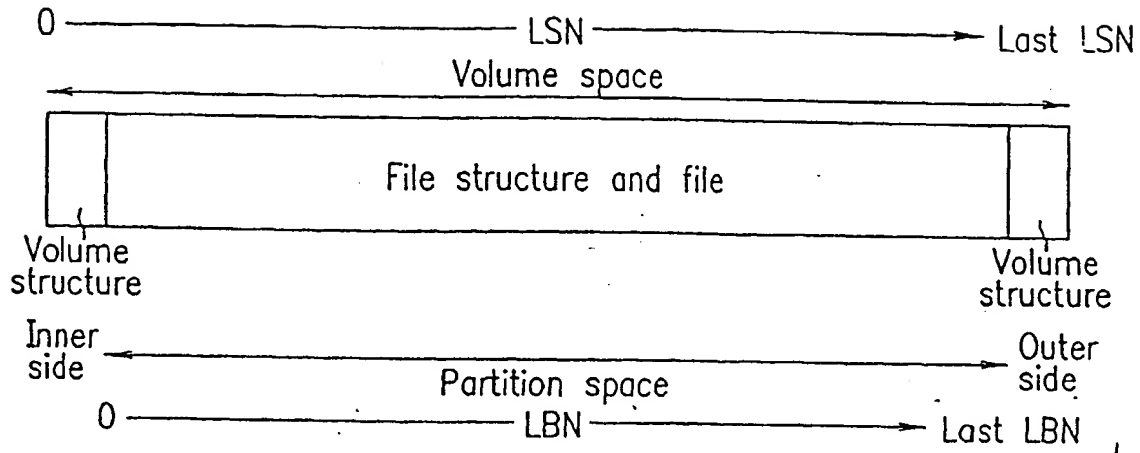 0 LSN Last LSN
Volume space
File structure and file
Volume structure
Volume structure
Inner side
Outer side
Partition space
0 LBN Last LBN